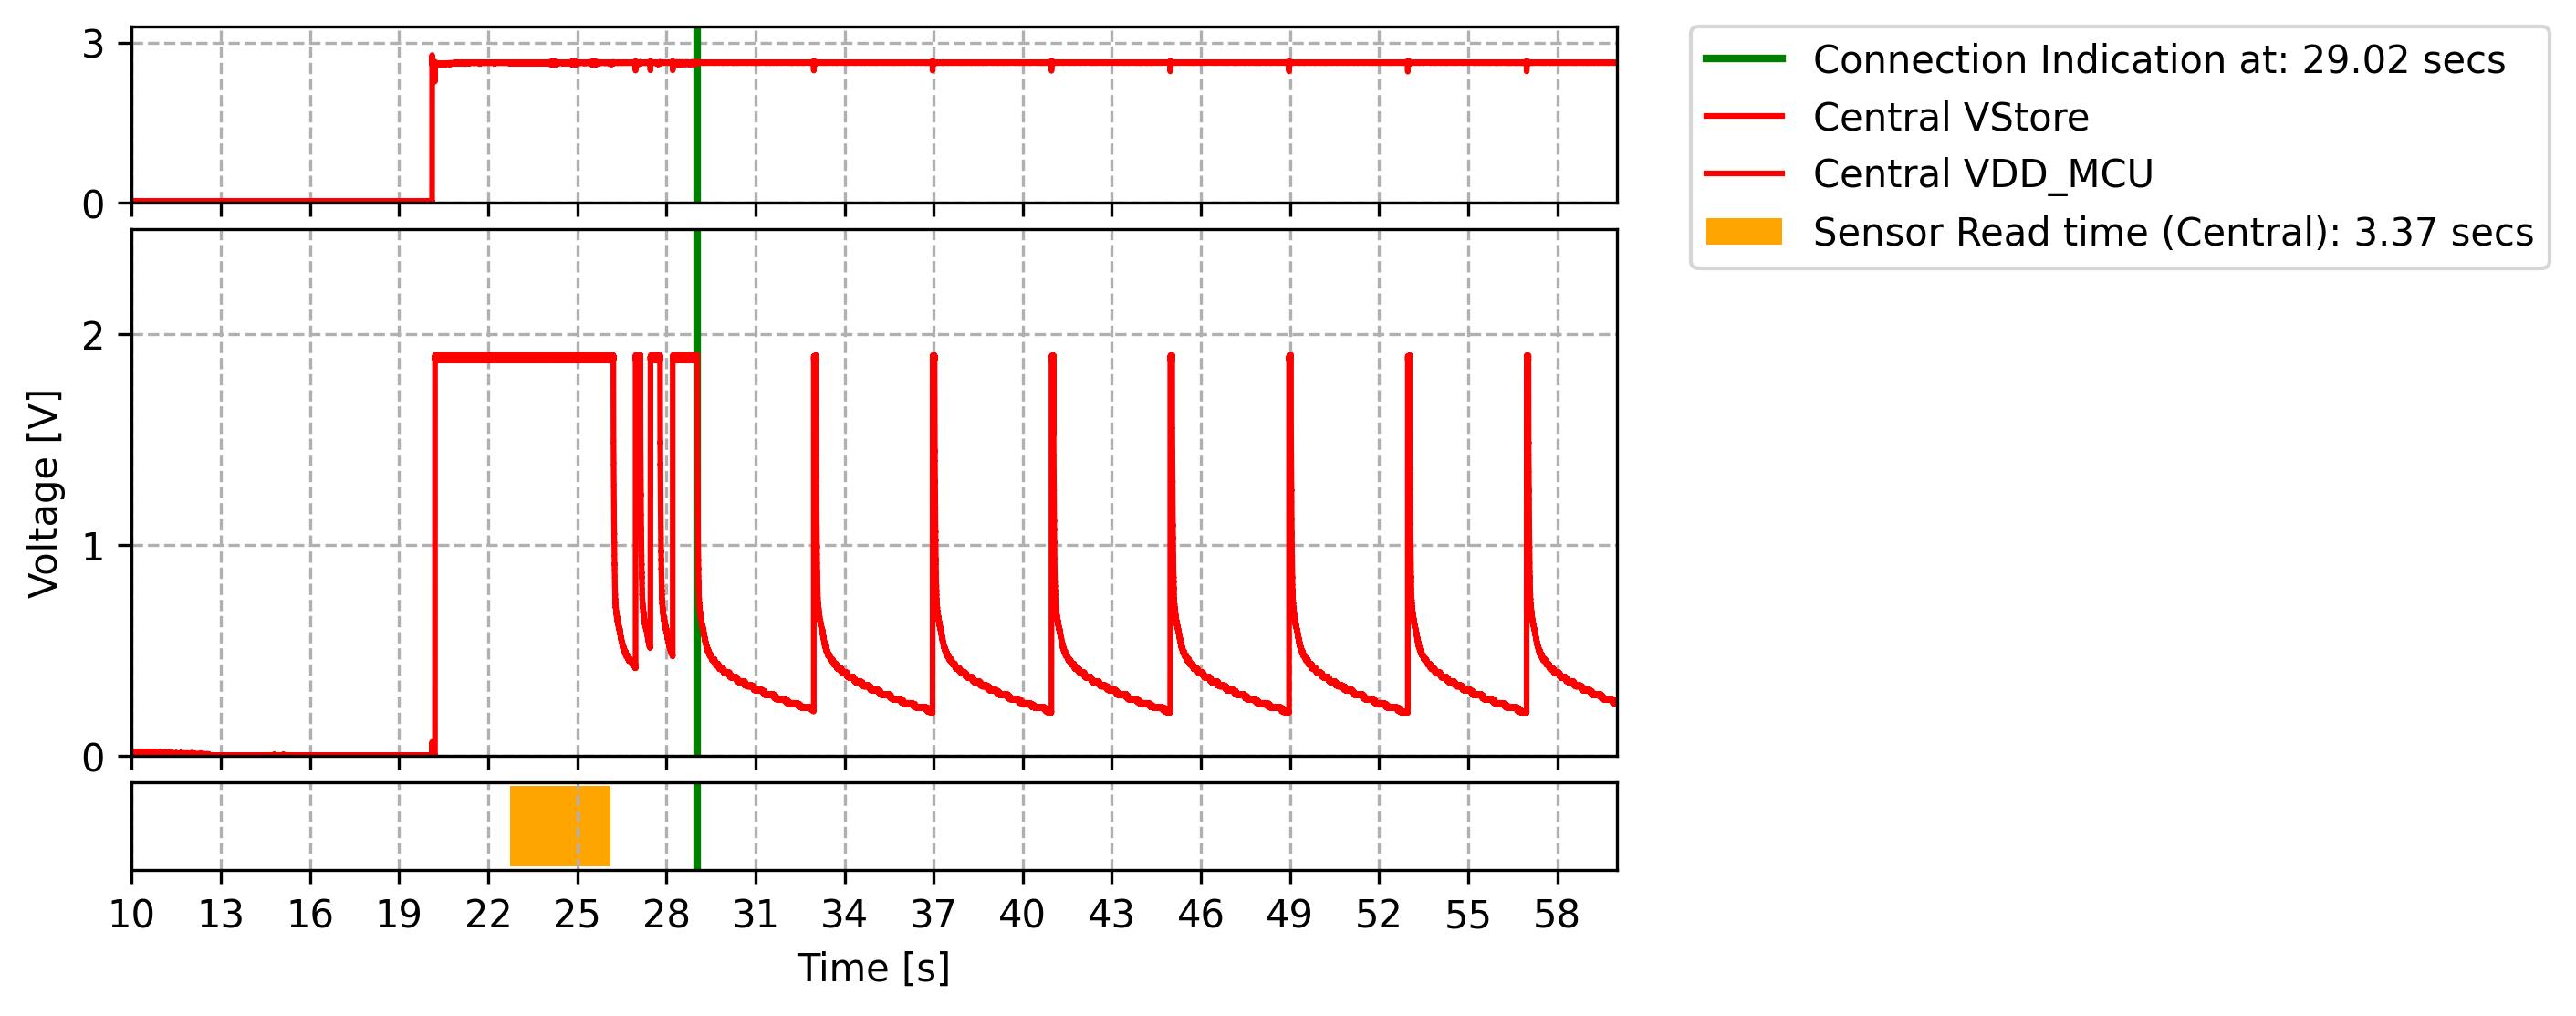 3
0
Connection Indication at: 29.02 secs
Central VStore
Central VDD_MCU
Sensor Read time (Central): 3.37 secs
Voltage [V]
2
1
0
10 13 16 19 22 25 28 31 34 37 40 43 46 49 52 55 58
Time [s]